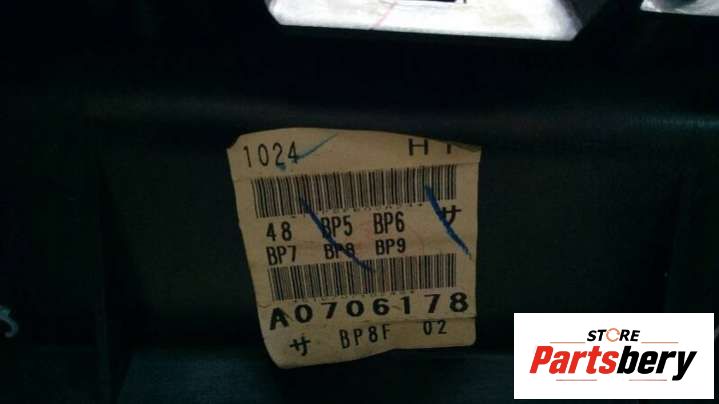 1024 H
48 BP5 BP6 サ
BP7 BP8 BP9
A0706178
サ BP8F 02
STORE
Partsbery